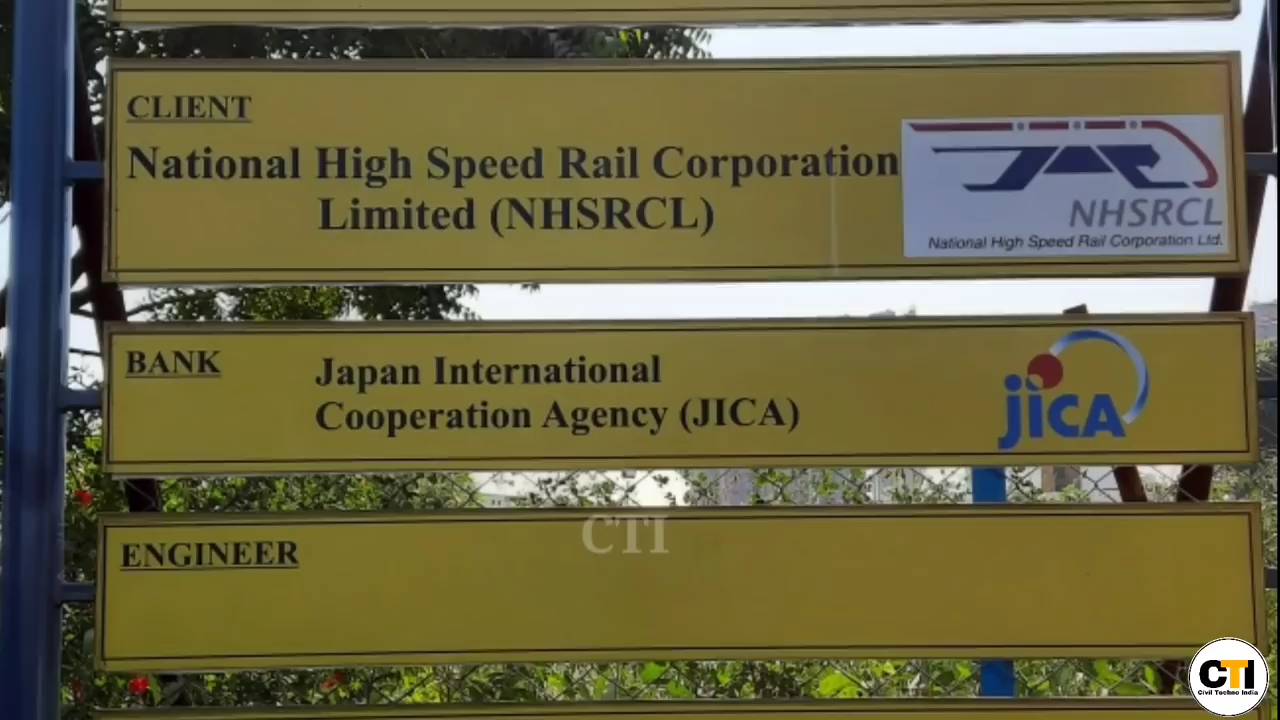 CLIENT
National High Speed Rail Corporation
Limited (NHSRCL)
NHSRCL
National High Speed Rail Corporation Ltd.
BANK
Japan International
Cooperation Agency (JICA)
jica
CTI
ENGINEER
CTI
Civil Techno India